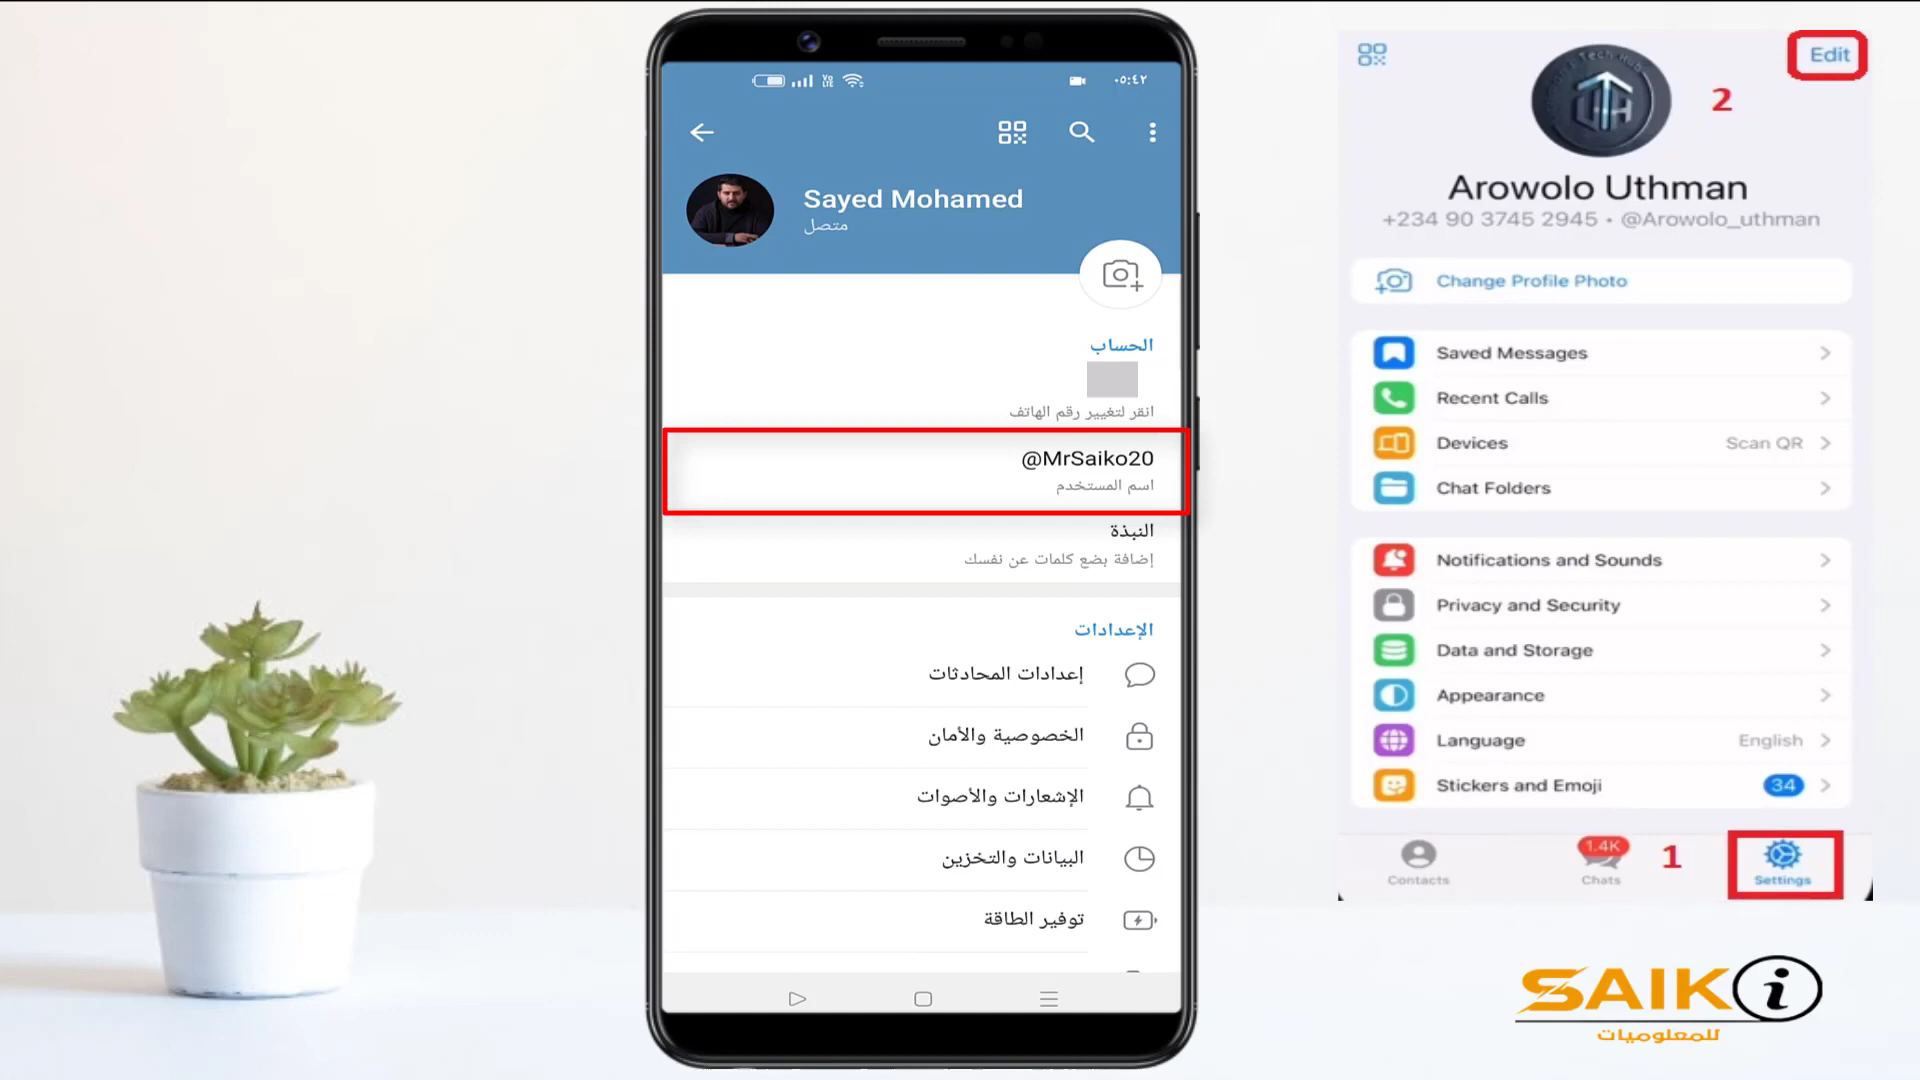 ٠٥:٤٢
Sayed Mohamed
متصل
الحساب
انقر لتغيير رقم الهاتف
@MrSaiko20
اسم المستخدم
النبذة
إضافة بضع كلمات عن نفسك
الإعدادات
إعدادات المحادثات
الخصوصية والأمان
الإشعارات والأصوات
البيانات والتخزين
توفير الطاقة
Edit
2
Arowolo Uthman
+234 90 3745 2945 • @Arowolo_uthman
Change Profile Photo
Saved Messages
Recent Calls
Devices Scan QR
Chat Folders
Notifications and Sounds
Privacy and Security
Data and Storage
Appearance
Language English
Stickers and Emoji 34
1.4K
1
Contacts Chats Settings
SAIKi
للمعلوميات